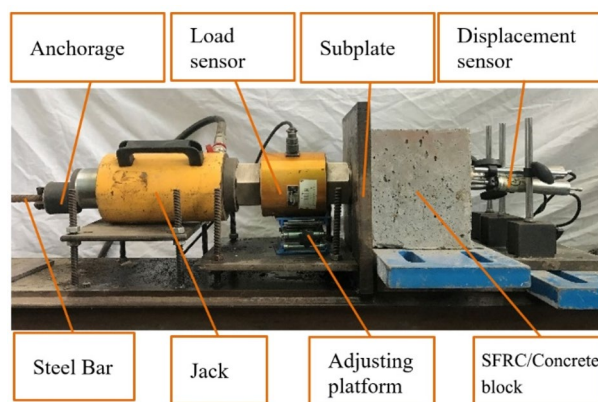 Anchorage
Load
sensor
Subplate
Displacement
sensor
Steel Bar
Jack
Adjusting
platform
SFRC/Concrete
block